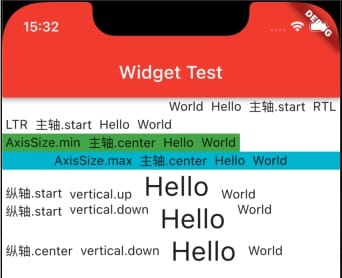 15:32
DEBUG
Widget Test
World Hello 主轴.start RTL
LTR 主轴.start Hello World
AxisSize.min 主轴.center Hello World
AxisSize.max 主轴.center Hello World
纵轴.start vertical.up Hello World
纵轴.start vertical.down Hello World
纵轴.center vertical.down Hello World